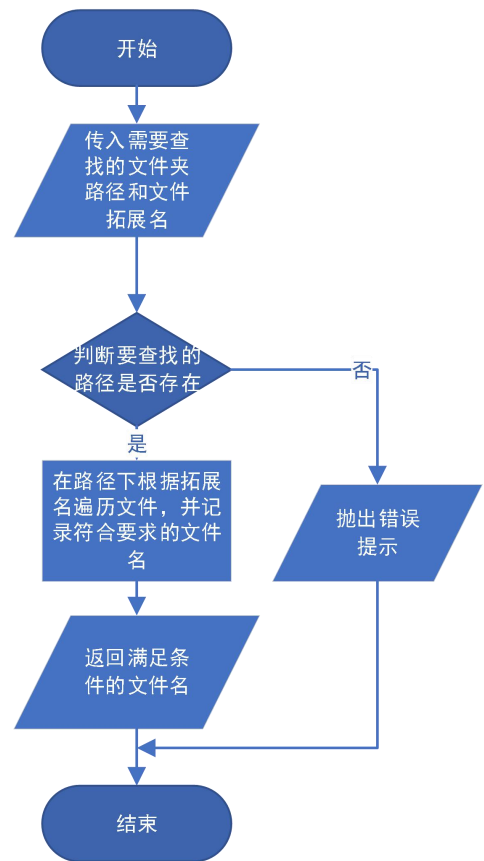 开始
传入需要查
找的文件夹
路径和文件
拓展名
判断要查找的
路径是否存在
否
是
在路径下根据拓展
名遍历文件，并记
录符合要求的文件
名
抛出错误
提示
返回满足条
件的文件名
结束